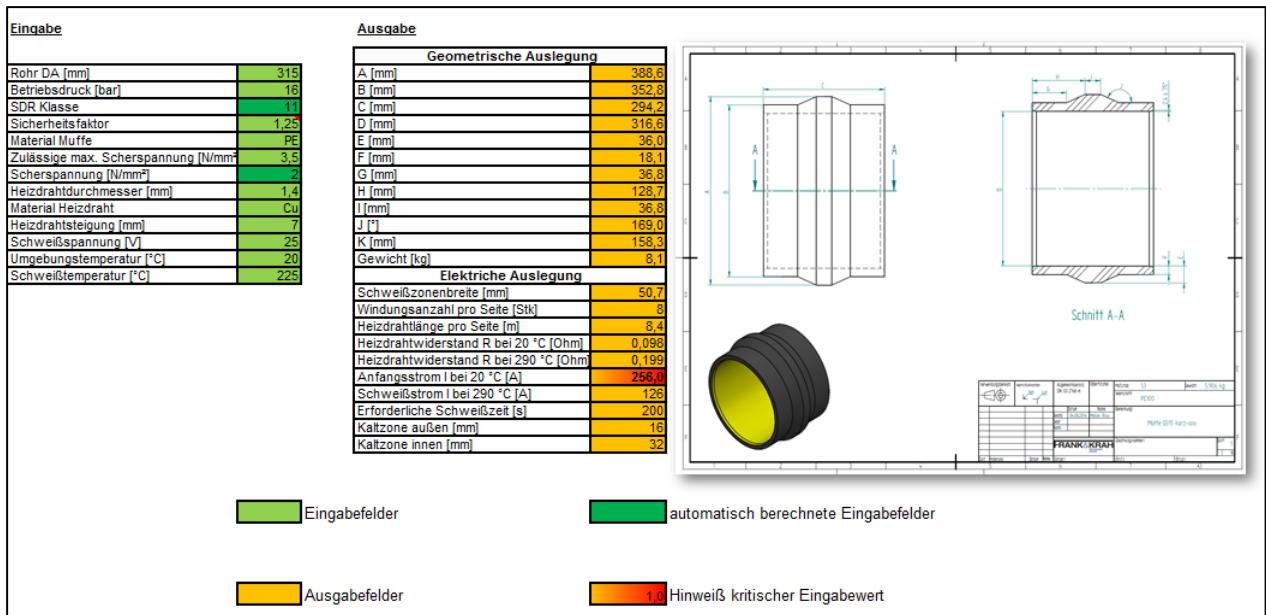 Eingabe
Ausgabe
Geometrische Auslegung
Rohr DA [mm] 315
Betriebsdruck [bar] 16
SDR Klasse 11
Sicherheitsfaktor 1,25
Material Muffe PE
Zulässige max. Scherspannung [N/mm² 3,5
Scherspannung [N/mm²] 2
Heizdrahtdurchmesser [mm] 1,4
Material Heizdraht Cu
Heizdrahtsteigung [mm] 7
Schweißspannung [V] 25
Umgebungstemperatur [°C] 20
Schweißtemperatur [°C] 225
A [mm] 388,6
B [mm] 352,8
C [mm] 294,2
D [mm] 316,6
E [mm] 36,0
F [mm] 18,1
G [mm] 36,8
H [mm] 128,7
I [mm] 36,8
J [°] 169,0
K [mm] 158,3
Gewicht [kg] 8,1
Elektriche Auslegung
Schweißzonenbreite [mm] 50,7
Windungsanzahl pro Seite [Stk] 8
Heizdrahtlänge pro Seite [m] 8,4
Heizdrahtwiderstand R bei 20 °C [Ohm] 0,098
Heizdrahtwiderstand R bei 290 °C [Ohm] 0,199
Anfangsstrom I bei 20 °C [A] 256,0
Schweißstrom I bei 290 °C [A] 126
Erforderliche Schweißzeit [s] 200
Kaltzone außen [mm] 16
Kaltzone innen [mm] 32
A A
Schnitt A-A
PE100
FRANK&KRAH
Eingabefelder
automatisch berechnete Eingabefelder
Ausgabefelder
1,0 Hinweiß kritischer Eingabewert